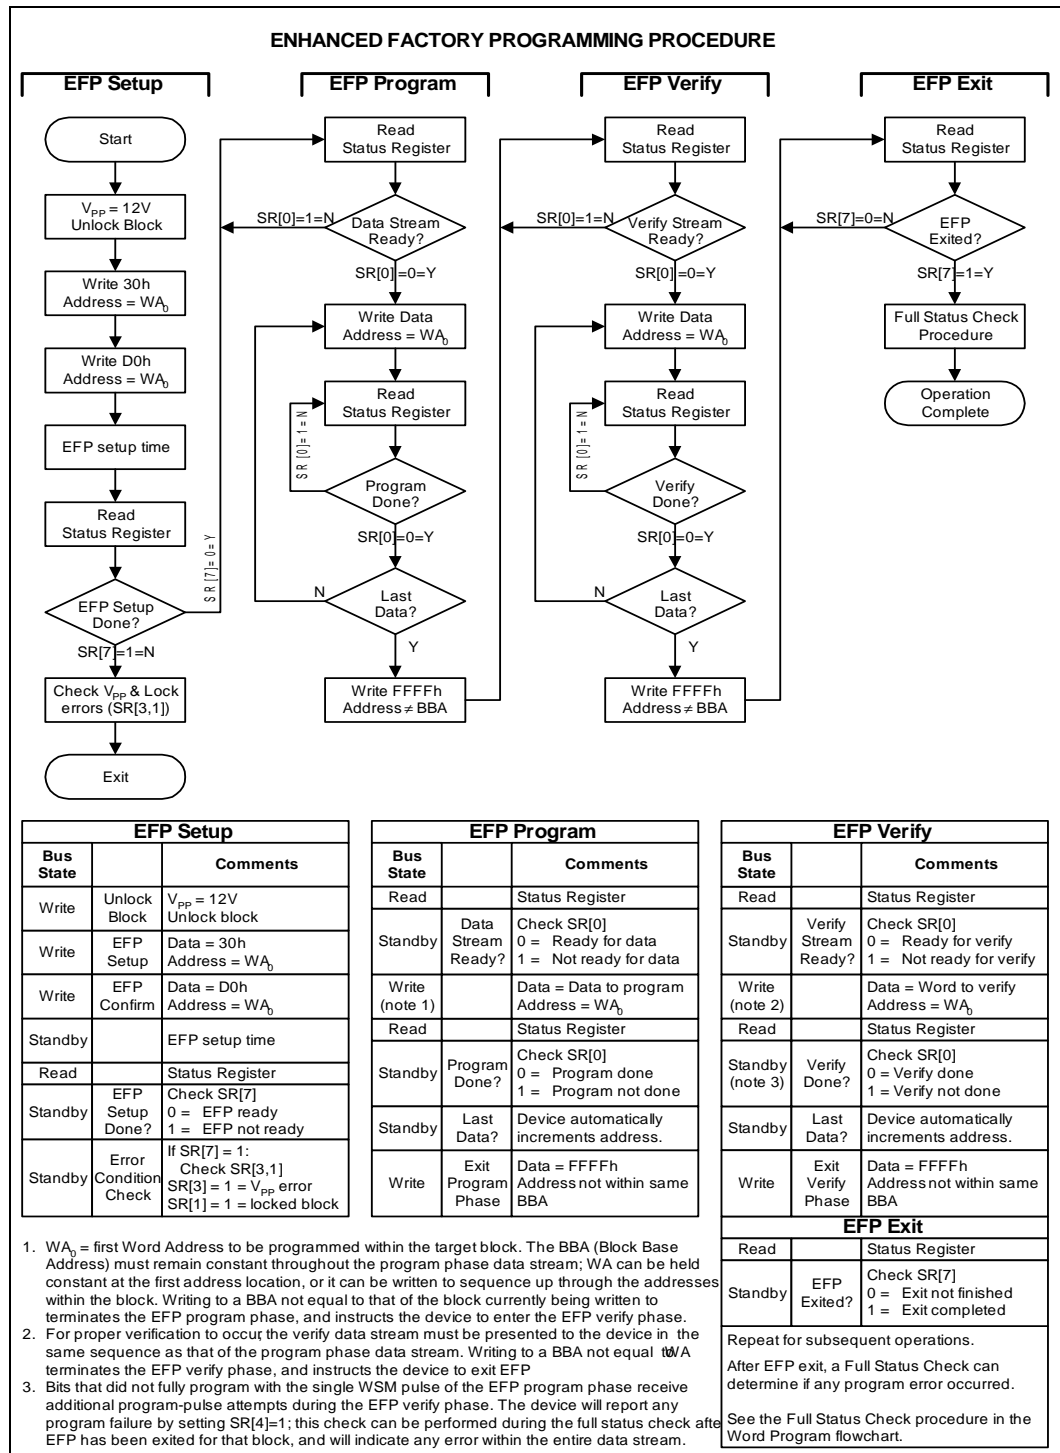 ENHANCED FACTORY PROGRAMMING PROCEDURE
EFP Setup
Start
VPP = 12V
Unlock Block
Write 30h
Address = WA0
Write D0h
Address = WA0
EFP setup time
Read
Status Register
EFP Setup
Done?
SR[7]=0=Y
SR[7]=1=N
Check VPP & Lock
errors (SR[3,1])
Exit
EFP Program
Read
Status Register
SR[0]=1=N
Data Stream
Ready?
SR[0]=0=Y
Write Data
Address = WA0
Read
Status Register
SR[0]=1=N
Program
Done?
SR[0]=0=Y
N
Last
Data?
Y
Write FFFFh
Address ≠ BBA
EFP Verify
Read
Status Register
SR[0]=1=N
Verify Stream
Ready?
SR[0]=0=Y
Write Data
Address = WA0
Read
Status Register
SR[0]=1=N
Verify
Done?
SR[0]=0=Y
N
Last
Data?
Y
Write FFFFh
Address ≠ BBA
EFP Exit
Read
Status Register
SR[7]=0=N
EFP
Exited?
SR[7]=1=Y
Full Status Check
Procedure
Operation
Complete
EFP Setup
Bus
State
Comments
Write
Unlock
Block
VPP = 12V
Unlock block
Write
EFP
Setup
Data = 30h
Address = WA0
Write
EFP
Confirm
Data = D0h
Address = WA0
Standby
EFP setup time
Read
Status Register
Standby
EFP
Setup
Done?
Check SR[7]
0 = EFP ready
1 = EFP not ready
Standby
Error
Condition
Check
If SR[7] = 1:
Check SR[3,1]
SR[3] = 1 = VPP error
SR[1] = 1 = locked block
EFP Program
Bus
State
Comments
Read
Status Register
Standby
Data
Stream
Ready?
Check SR[0]
0 = Ready for data
1 = Not ready for data
Write
(note 1)
Data = Data to program
Address = WA0
Read
Status Register
Standby
Program
Done?
Check SR[0]
0 = Program done
1 = Program not done
Standby
Last
Data?
Device automatically
increments address.
Write
Exit
Program
Phase
Data = FFFFh
Address not within same
BBA
EFP Verify
Bus
State
Comments
Read
Status Register
Standby
Verify
Stream
Ready?
Check SR[0]
0 = Ready for verify
1 = Not ready for verify
Write
(note 2)
Data = Word to verify
Address = WA0
Read
Status Register
Standby
(note 3)
Verify
Done?
Check SR[0]
0 = Verify done
1 = Verify not done
Standby
Last
Data?
Device automatically
increments address.
Write
Exit
Verify
Phase
Data = FFFFh
Address not within same
BBA
EFP Exit
Read
Status Register
Standby
EFP
Exited?
Check SR[7]
0 = Exit not finished
1 = Exit completed
Repeat for subsequent operations.
After EFP exit, a Full Status Check can
determine if any program error occurred.
See the Full Status Check procedure in the
Word Program flowchart.
1. WA0 = first Word Address to be programmed within the target block. The BBA (Block Base
Address) must remain constant throughout the program phase data stream; WA can be held
constant at the first address location, or it can be written to sequence up through the addresses
within the block. Writing to a BBA not equal to that of the block currently being written to
terminates the EFP program phase, and instructs the device to enter the EFP verify phase.
2. For proper verification to occur, the verify data stream must be presented to the device in the
same sequence as that of the program phase data stream. Writing to a BBA not equal to WA
terminates the EFP verify phase, and instructs the device to exit EFP
3. Bits that did not fully program with the single WSM pulse of the EFP program phase receive
additional program-pulse attempts during the EFP verify phase. The device will report any
program failure by setting SR[4]=1; this check can be performed during the full status check afte
EFP has been exited for that block, and will indicate any error within the entire data stream.